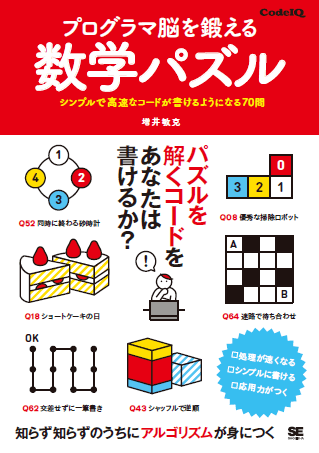 CodeIQ
プログラマ脳を鍛える
数学パズル
シンプルで高速なコードが書けるようになる70問
増井敏克
パズルを
解くコードを
あなたは
書けるか?
1
4
2
3
Q52 同時に終わる砂時計
0
3 2 1
Q08 優秀な掃除ロボット
!
Q18 ショートケーキの日
A
B
Q64 迷路で待ち合わせ
OK
Q62 交差せずに一筆書き
Q43 シャッフルで逆順
処理が速くなる
シンプルに書ける
応用力がつく
知らず知らずのうちにアルゴリズムが身につく
SE
SHOEISHA